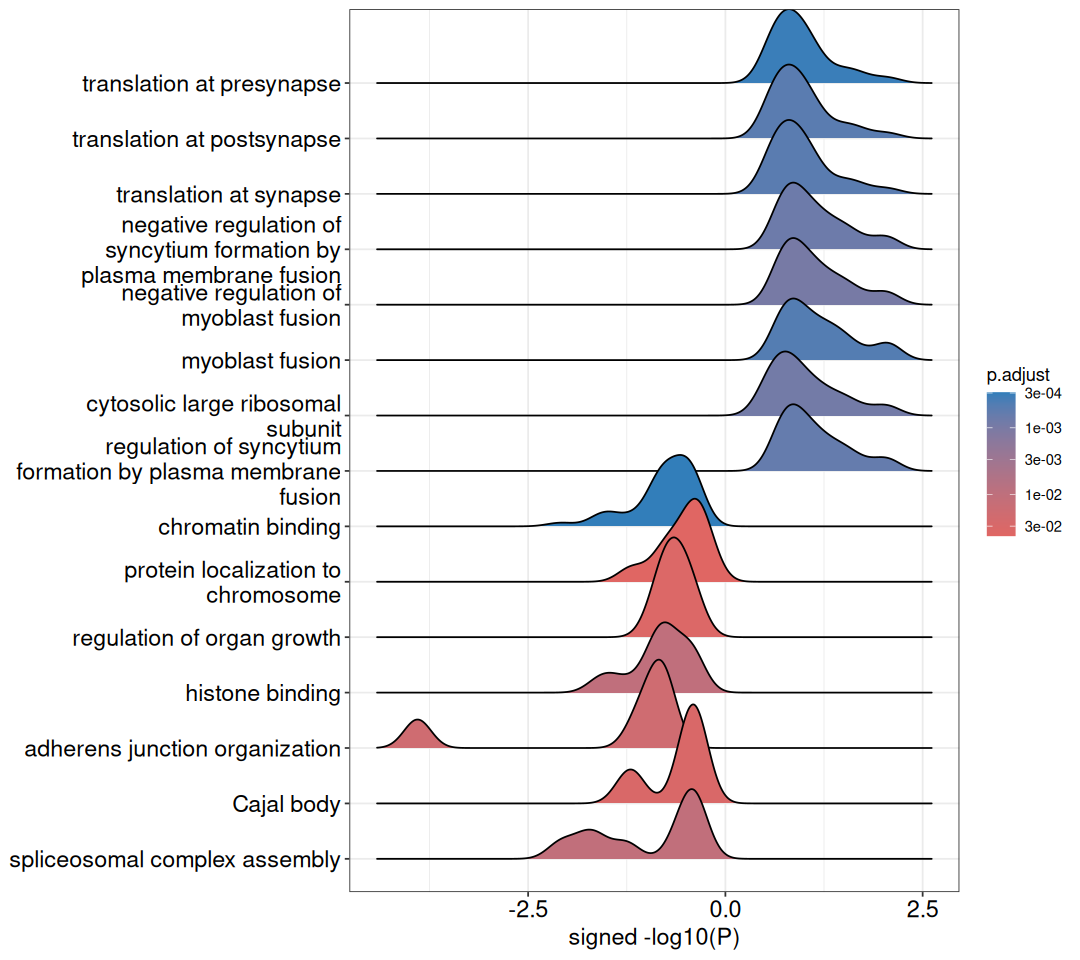 translation at presynapse
translation at postsynapse
translation at synapse
negative regulation of
syncytium formation by
plasma membrane fusion
negative regulation of
myoblast fusion
myoblast fusion
cytosolic large ribosomal
subunit
regulation of syncytium
formation by plasma membrane
fusion
chromatin binding
protein localization to
chromosome
regulation of organ growth
histone binding
adherens junction organization
Cajal body
spliceosomal complex assembly
-2.5
0.0
2.5
signed -log10(P)
p.adjust
3e-04
1e-03
3e-03
1e-02
3e-02